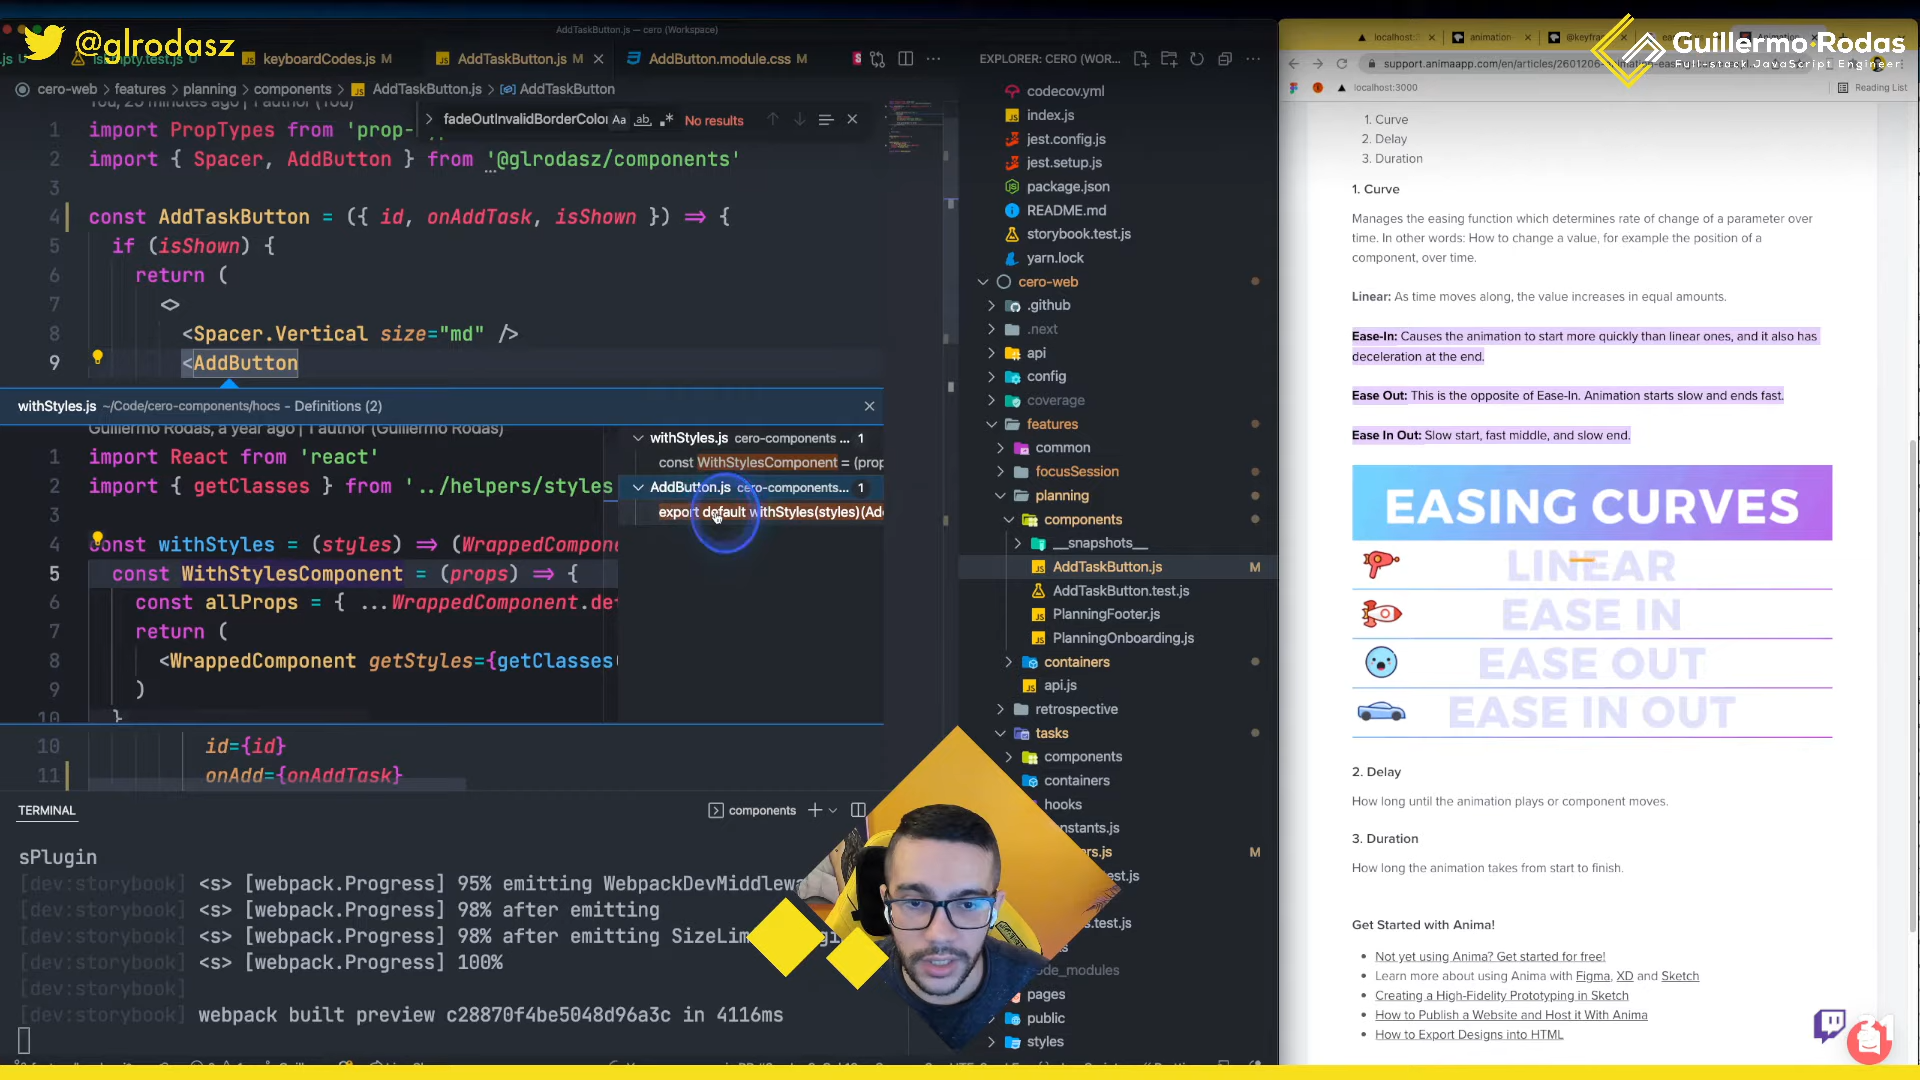 @glrodasz
AddTaskButton.js — cero (Workspace)
.js U
isEmpty.test.js U
keyboardCodes.js M
AddTaskButton.js M
AddButton.module.css M
cero-web > features > planning > components > AddTaskButton.js > AddTaskButton
You, 25 minutes ago | 1 author (You)
fadeOutInvalidBorderColor
Aa
ab
No results
1 import PropTypes from 'prop-
2 import { Spacer, AddButton } from '@glrodasz/components'
3
4 const AddTaskButton = ({ id, onAddTask, isShown }) => {
5 if (isShown) {
6 return (
7 <>
8 <Spacer.Vertical size="md" />
9 <AddButton
withStyles.js ~/Code/cero-components/hocs - Definitions (2)
Guillermo Rodas, a year ago | 1 author (Guillermo Rodas)
1 import React from 'react'
2 import { getClasses } from '../helpers/styles
3
4 const withStyles = (styles) => (WrappedCompone
5 const WithStylesComponent = (props) => {
6 const allProps = { ...WrappedComponent.de
7 return (
8 <WrappedComponent getStyles={getClasses(
9 )
10 }
withStyles.js cero-components ... 1
const WithStylesComponent = (prop
AddButton.js cero-components... 1
export default withStyles(styles)(Ad
10 id={id}
11 onAdd={onAddTask}
TERMINAL
components
sPlugin
[dev:storybook] <s> [webpack.Progress] 95% emitting WebpackDevMiddlewa
[dev:storybook] <s> [webpack.Progress] 98% after emitting
[dev:storybook] <s> [webpack.Progress] 98% after emitting SizeLim
[dev:storybook] <s> [webpack.Progress] 100%
[dev:storybook]
[dev:storybook] webpack built preview c28870f4be5048d96a3c in 4116ms
EXPLORER: CERO (WOR...
codecov.yml
index.js
jest.config.js
jest.setup.js
package.json
README.md
storybook.test.js
yarn.lock
cero-web
.github
.next
api
config
coverage
features
common
focusSession
planning
components
__snapshots__
AddTaskButton.js M
AddTaskButton.test.js
PlanningFooter.js
PlanningOnboarding.js
containers
api.js
retrospective
tasks
components
containers
hooks
nstants.js
ers.js M
st.js
s.test.js
ode_modules
pages
public
styles
localhost:
animation-
@keyfram
Guillermo Rodas
Full-stack JavaScript Engineer
support.animaapp.com/en/articles/2601206-animation-eas
localhost:3000
Reading List
1. Curve
2. Delay
3. Duration
1. Curve
Manages the easing function which determines rate of change of a parameter over
time. In other words: How to change a value, for example the position of a
component, over time.
Linear: As time moves along, the value increases in equal amounts.
Ease-In: Causes the animation to start more quickly than linear ones, and it also has
deceleration at the end.
Ease Out: This is the opposite of Ease-In. Animation starts slow and ends fast.
Ease In Out: Slow start, fast middle, and slow end.
EASING CURVES
LINEAR
EASE IN
EASE OUT
EASE IN OUT
2. Delay
How long until the animation plays or component moves.
3. Duration
How long the animation takes from start to finish.
Get Started with Anima!
Not yet using Anima? Get started for free!
Learn more about using Anima with Figma, XD and Sketch
Creating a High-Fidelity Prototyping in Sketch
How to Publish a Website and Host it With Anima
How to Export Designs into HTML